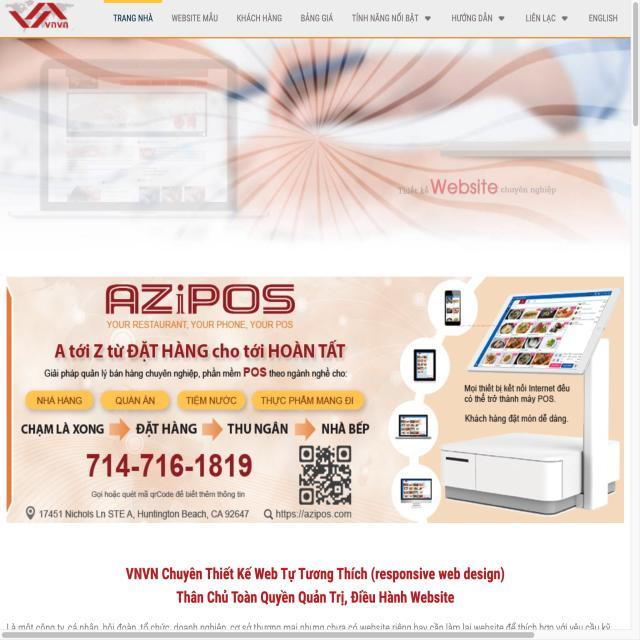 VNVN
TRANG NHÀ WEBSITE MẪU KHÁCH HÀNG BẢNG GIÁ TÍNH NĂNG NỔI BẬT HƯỚNG DẪN LIÊN LẠC ENGLISH
Thiết kế Website chuyên nghiệp
AZiPOS
YOUR RESTAURANT, YOUR PHONE, YOUR POS
A tới Z từ ĐẶT HÀNG cho tới HOÀN TẤT
Giải pháp quản lý bán hàng chuyên nghiệp, phần mềm POS theo ngành nghề cho:
NHÀ HÀNG QUÁN ĂN TIỆM NƯỚC THỰC PHẨM MANG ĐI
CHẠM LÀ XONG ĐẶT HÀNG THU NGÂN NHÀ BẾP
714-716-1819
Gọi hoặc quét mã qrCode để biết thêm thông tin
17451 Nichols Ln STE A, Huntington Beach, CA 92647 https://azipos.com
Mọi thiết bị kết nối Internet đều
có thể trở thành máy POS.
Khách hàng đặt món dễ dàng.
VNVN Chuyên Thiết Kế Web Tự Tương Thích (responsive web design)
Thân Chủ Toàn Quyền Quản Trị, Điều Hành Website
Là một công ty, cá nhân, hội đoàn, tổ chức, doanh nghiệp, cơ sở thương mại nhưng chưa có website riêng hay cần làm lại website để thích hợp với yêu cầu kỹ